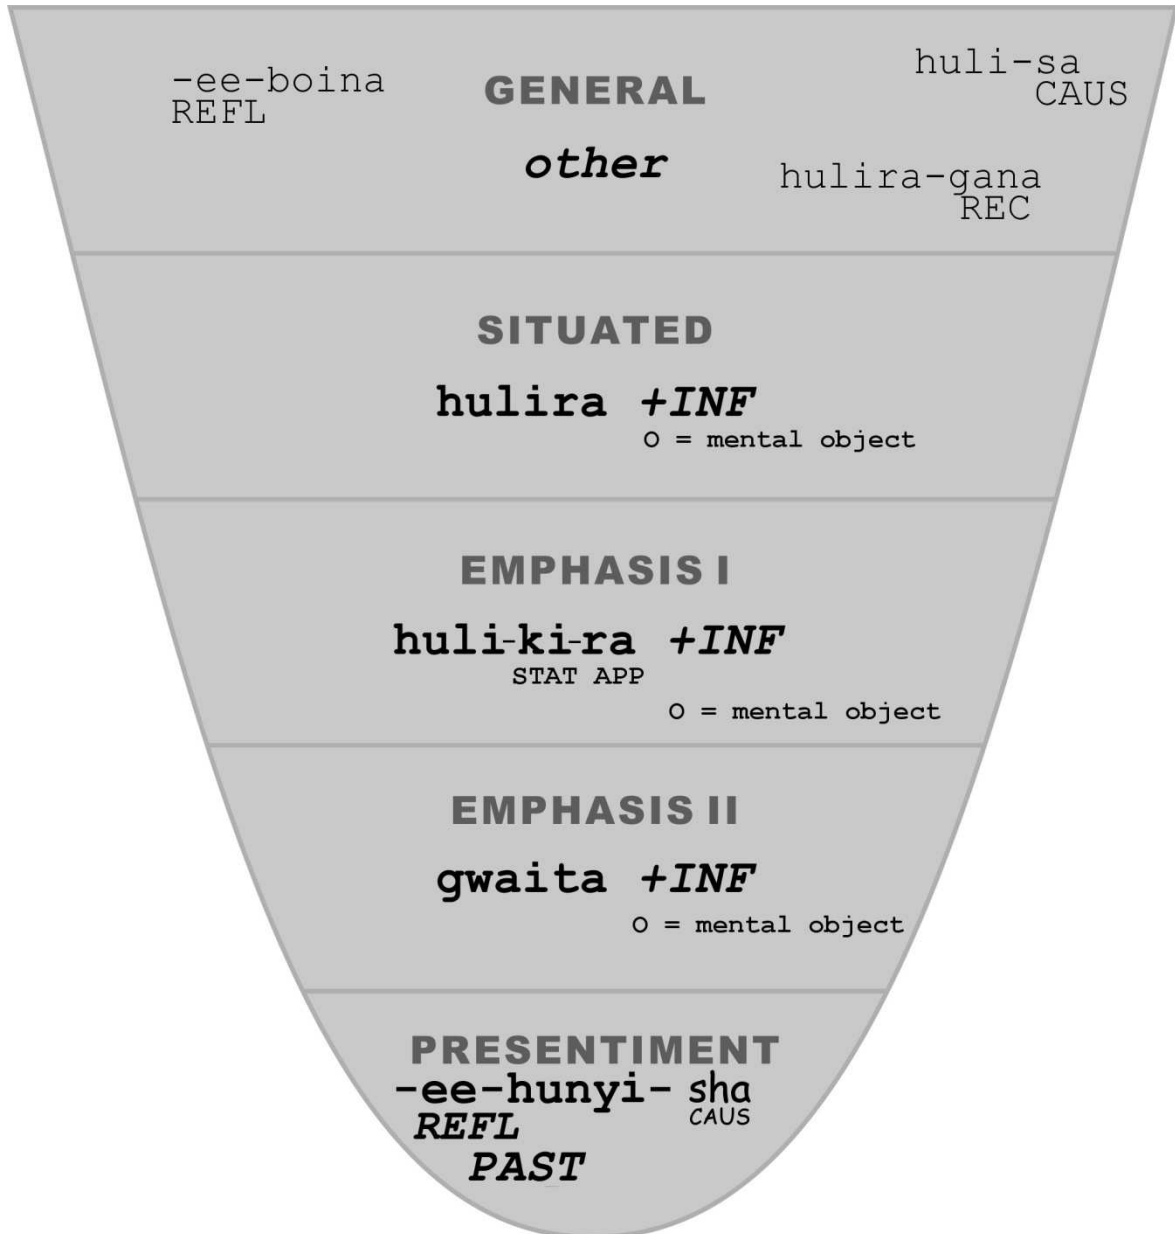 -ee-boina
REFL
GENERAL
other
huli-sa
CAUS
hulira-gana
REC
SITUATED
hulira +INF
O = mental object
EMPHASIS I
huli-ki-ra +INF
STAT APP
O = mental object
EMPHASIS II
gwaita +INF
O = mental object
PRESENTIMENT
-ee-hunyi- sha
REFL CAUS
PAST